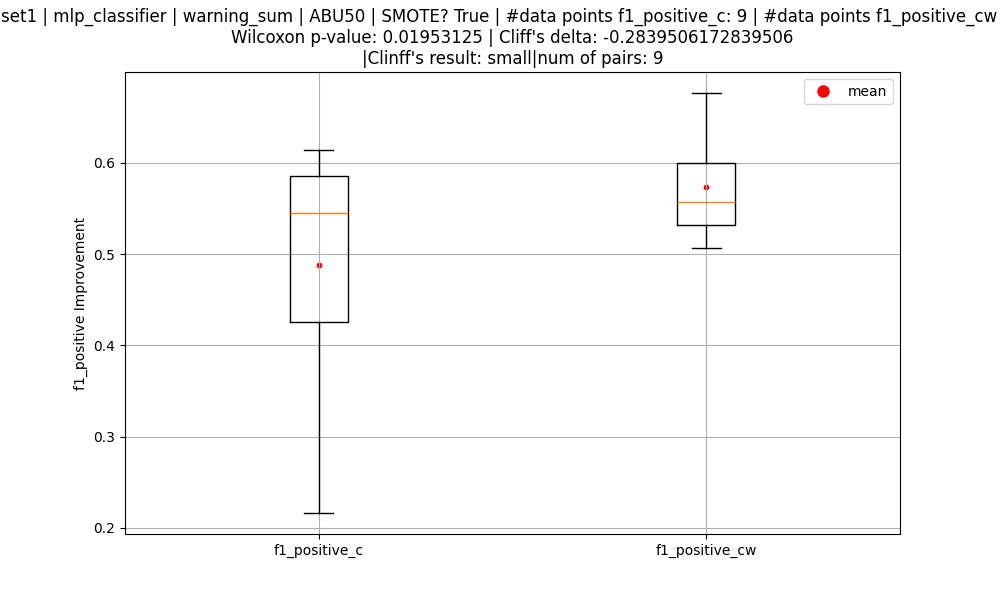 set1 | mlp_classifier | warning_sum | ABU50 | SMOTE? True | #data points f1_positive_c: 9 | #data points f1_positive_cw
Wilcoxon p-value: 0.01953125 | Cliff's delta: -0.2839506172839506
|Clinff's result: small|num of pairs: 9
mean
f1_positive Improvement
0.6
0.5
0.4
0.3
0.2
f1_positive_c
f1_positive_cw